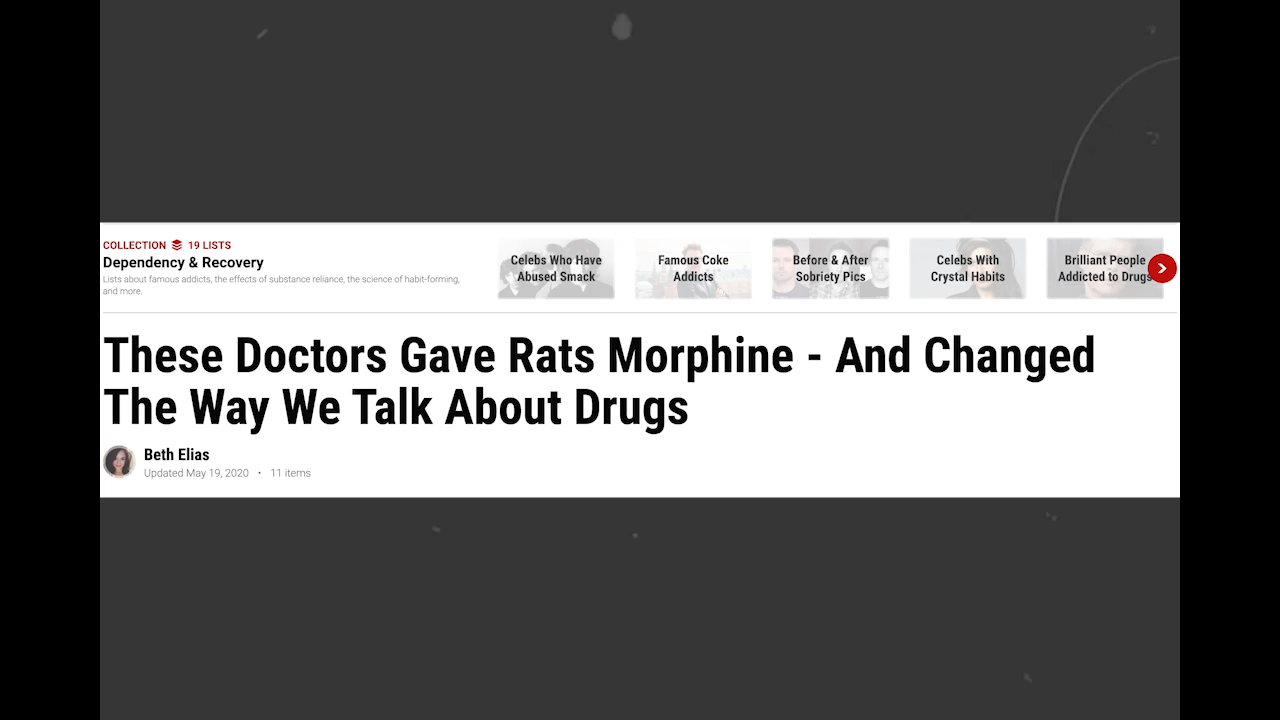 COLLECTION 19 LISTS
Dependency & Recovery
Lists about famous addicts, the effects of substance reliance, the science of habit-forming,
and more.
Celebs Who Have
Abused Smack
Famous Coke
Addicts
Before & After
Sobriety Pics
Celebs With
Crystal Habits
Brilliant People
Addicted to Drugs
These Doctors Gave Rats Morphine - And Changed
The Way We Talk About Drugs
Beth Elias
Updated May 19, 2020 • 11 items